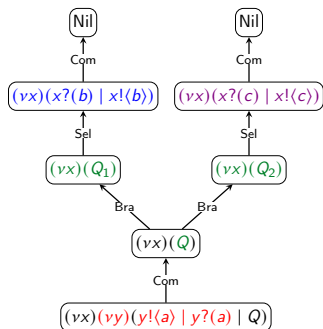 Nil Nil
Com Com
(νx)(x?(b) | x!⟨b⟩) (νx)(x?(c) | x!⟨c⟩)
Sel Sel
(νx)(Q₁) (νx)(Q₂)
Bra Bra
(νx)(Q)
Com
(νx)(νy)(y!⟨a⟩ | y?(a) | Q)